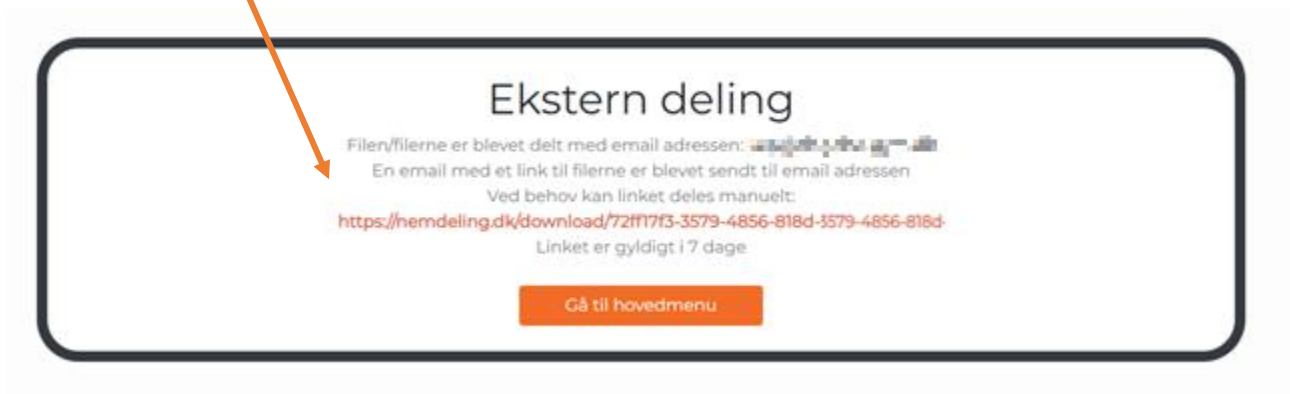 Ekstern deling
Filen/filerne er blevet delt med email adressen:
En email med et link til filerne er blevet sendt til email adressen
Ved behov kan linket deles manuelt:
https://nemdeling.dk/download/72ff17f3-3579-4856-818d-3579-4856-818d-
Linket er gyldigt i 7 dage
Gå til hovedmenu